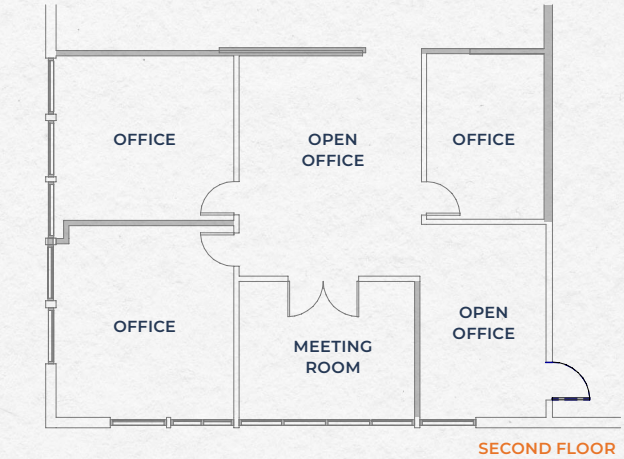 OFFICE
OPEN
OFFICE
OFFICE
OFFICE
MEETING
ROOM
OPEN
OFFICE
SECOND FLOOR